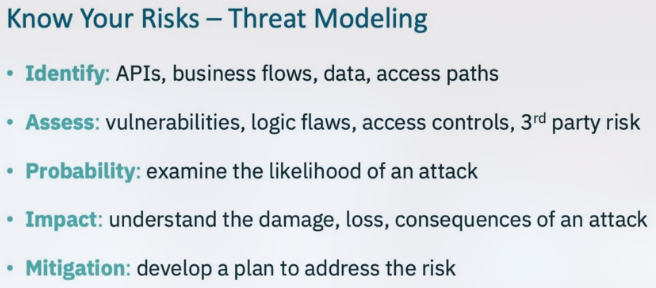 Know Your Risks – Threat Modeling
• Identify: APIs, business flows, data, access paths
• Assess: vulnerabilities, logic flaws, access controls, 3rd party risk
• Probability: examine the likelihood of an attack
• Impact: understand the damage, loss, consequences of an attack
• Mitigation: develop a plan to address the risk